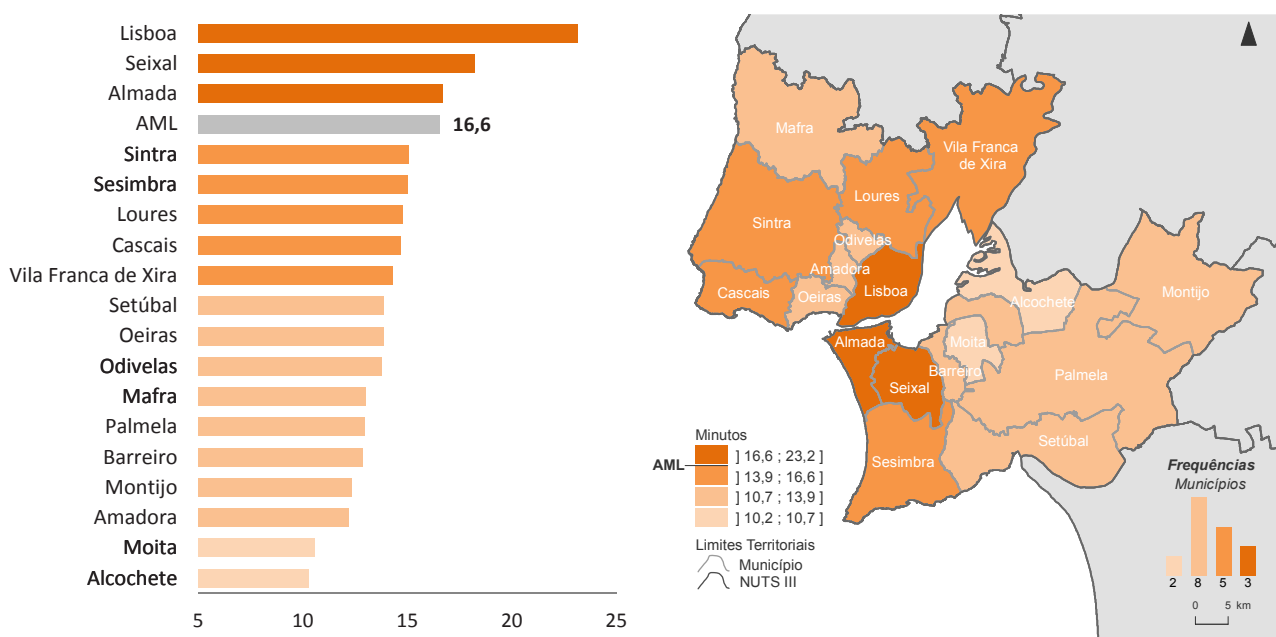 Lisboa
Seixal
Almada
AML
16,6
Sintra
Sesimbra
Loures
Cascais
Vila Franca de Xira
Setúbal
Oeiras
Odivelas
Mafra
Palmela
Barreiro
Montijo
Amadora
Moita
Alcochete
5
10
15
20
25
Mafra
Vila Franca
de Xira
Loures
Sintra
Odivelas
Amadora
Cascais
Oeiras
Lisboa
Alcochete
Montijo
Almada
Moita
Barreiro
Seixal
Palmela
Setúbal
Sesimbra
Minutos
] 16,6 ; 23,2 ]
AML
] 13,9 ; 16,6 ]
] 10,7 ; 13,9 ]
] 10,2 ; 10,7 ]
Limites Territoriais
Município
NUTS III
Frequências
Municípios
2 8 5 3
0 5 km